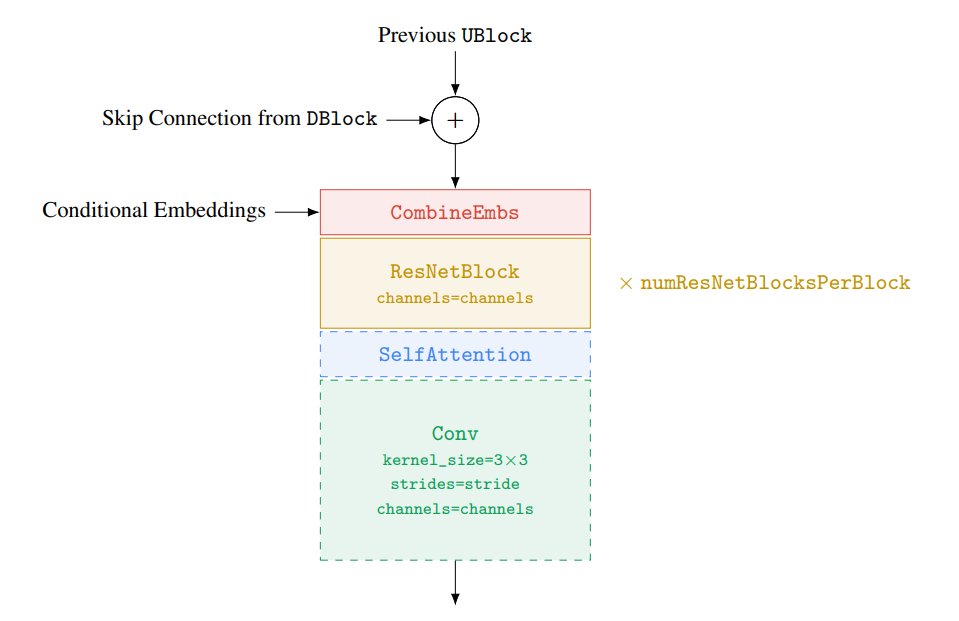 Previous UBlock
Skip Connection from DBlock
+
Conditional Embeddings
CombineEmbs
ResNetBlock
channels=channels
× numResNetBlocksPerBlock
SelfAttention
Conv
kernel_size=3×3
strides=stride
channels=channels